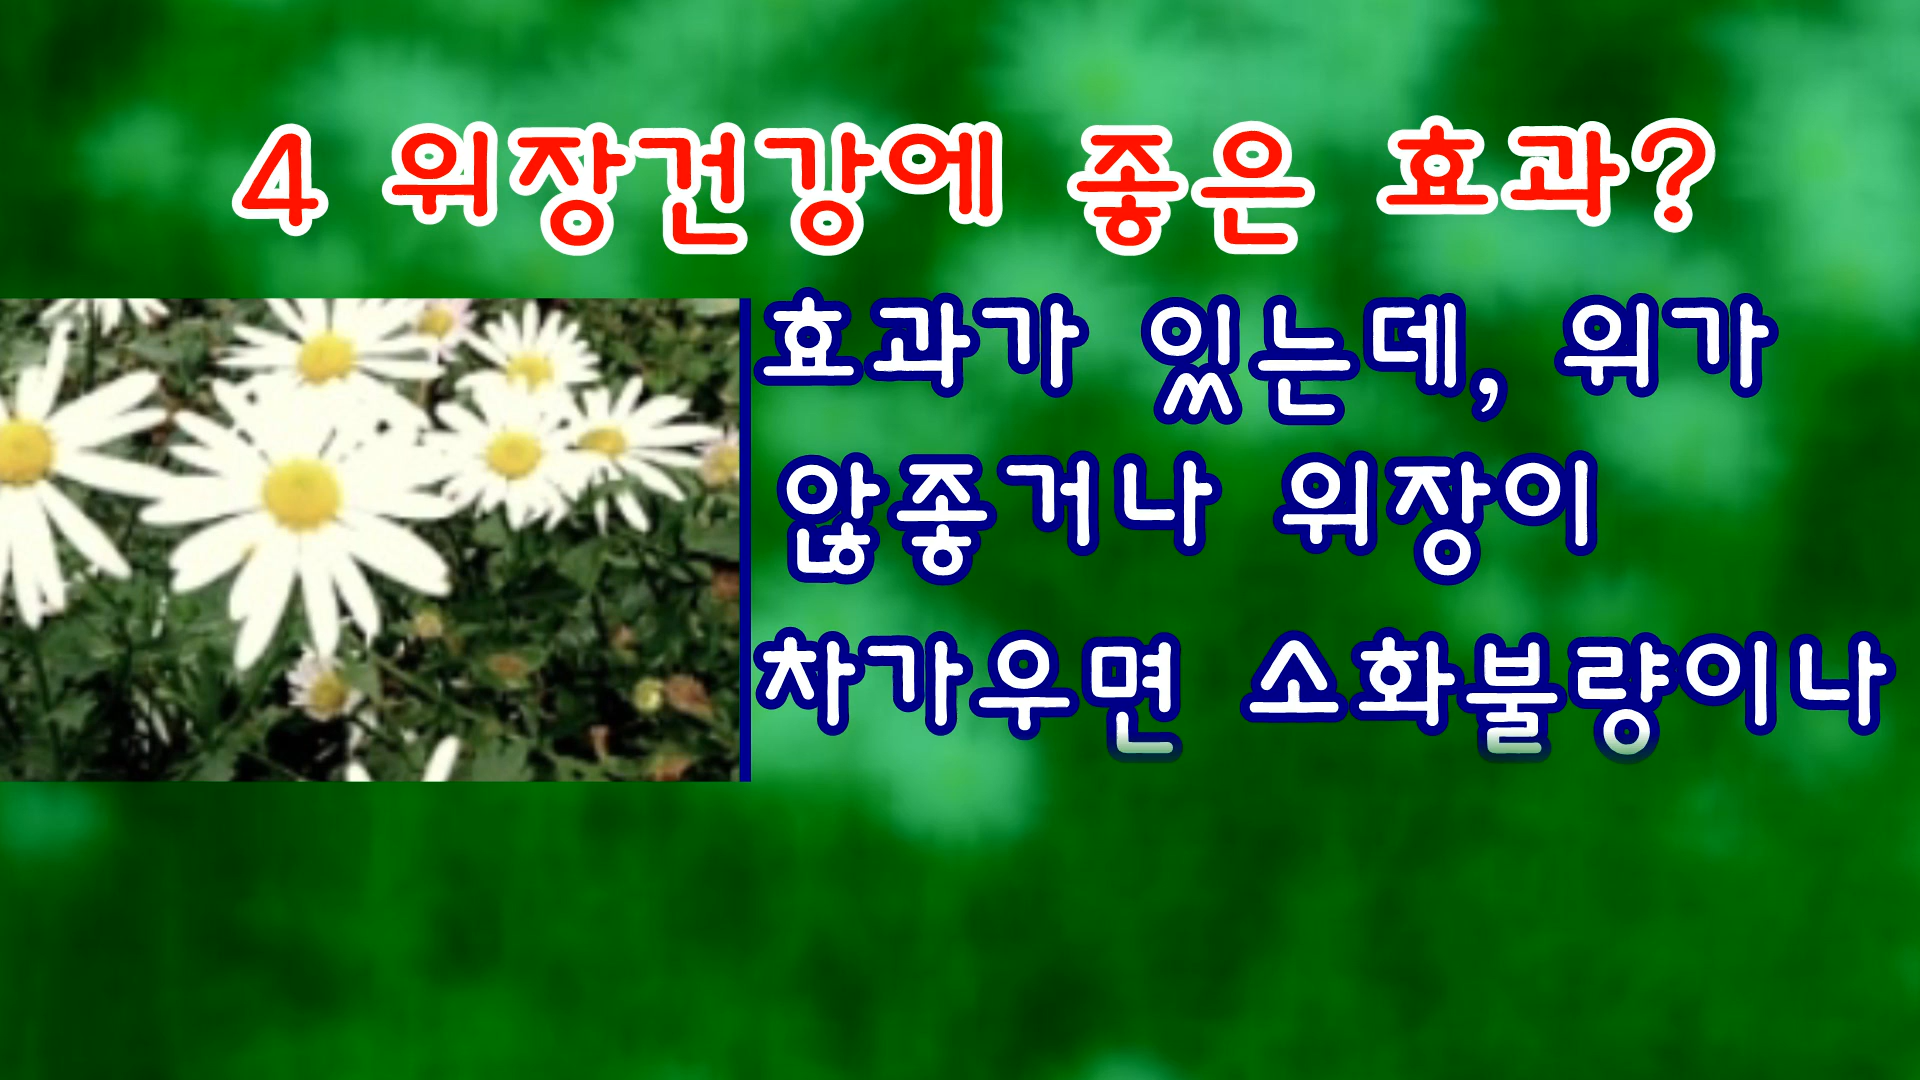 4 위장건강에 좋은 효과?
효과가 있는데, 위가
않좋거나 위장이
차가우면 소화불량이나